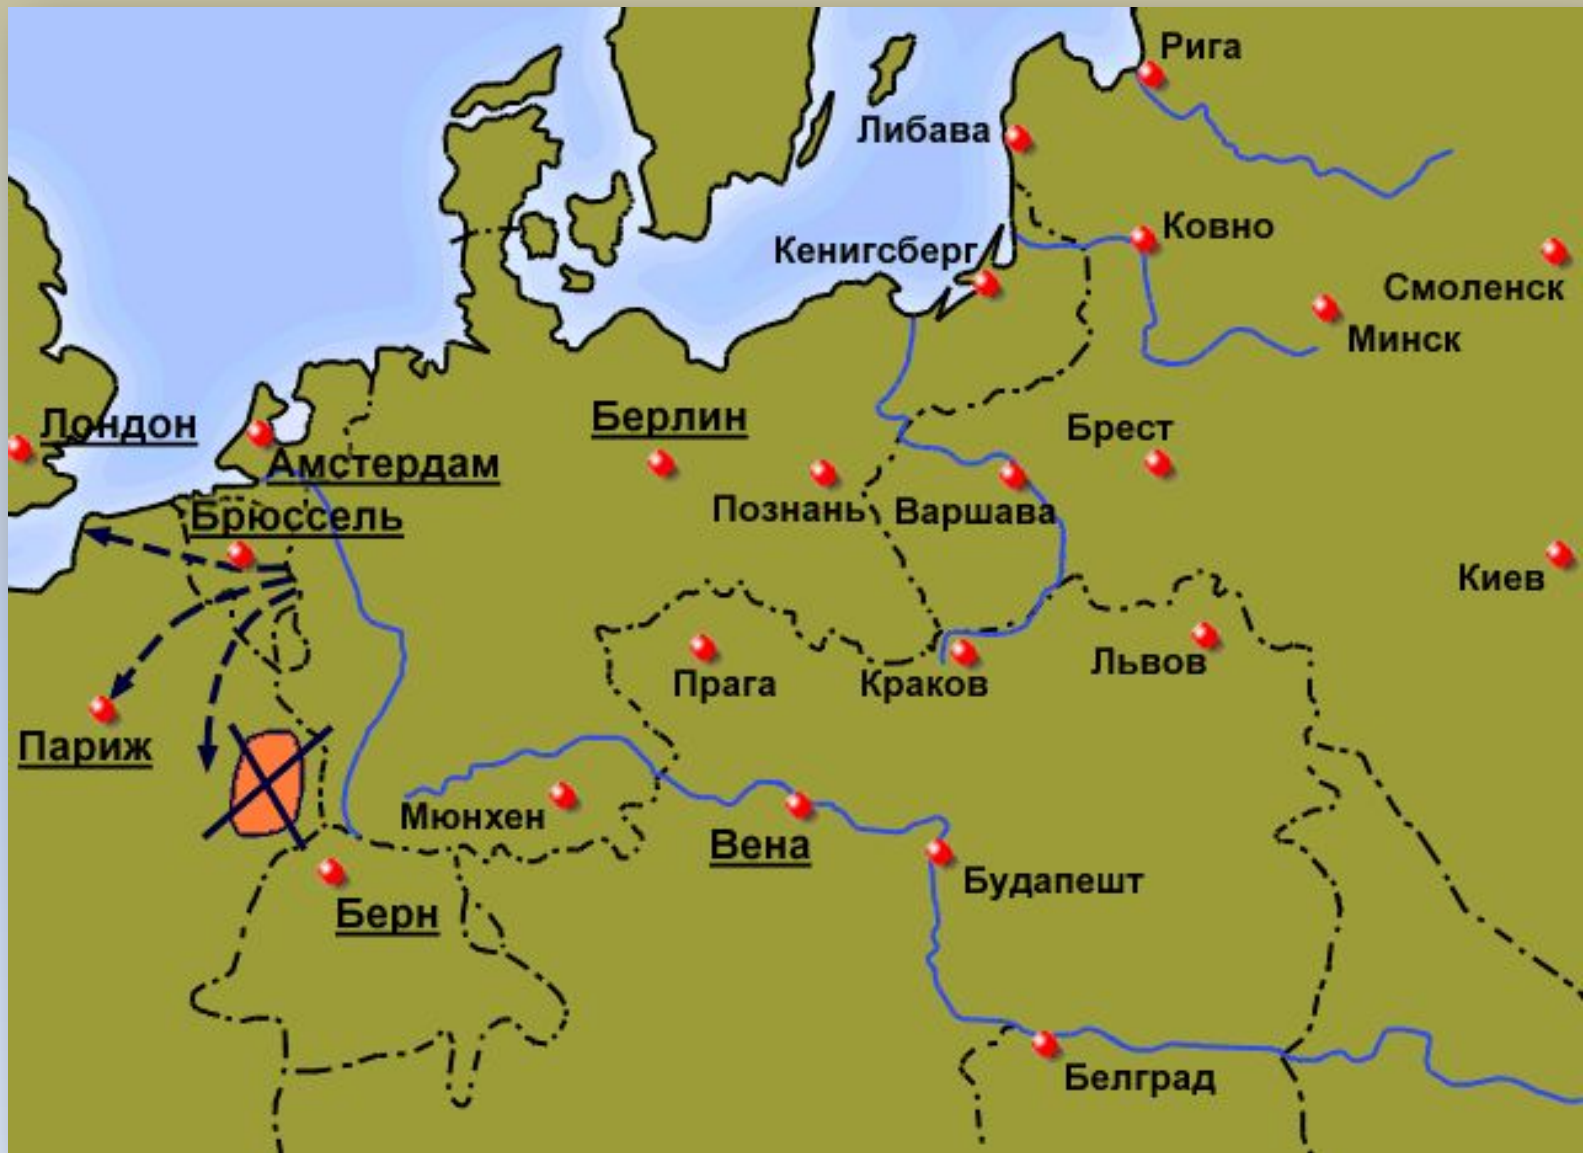 Рига
Либава
Ковно
Кенигсберг
Смоленск
Минск
Лондон
Берлин
Брест
Амстердам
Познань
Варшава
Брюссель
Киев
Прага
Краков
Львов
Париж
Мюнхен
Вена
Будапешт
Берн
Белград